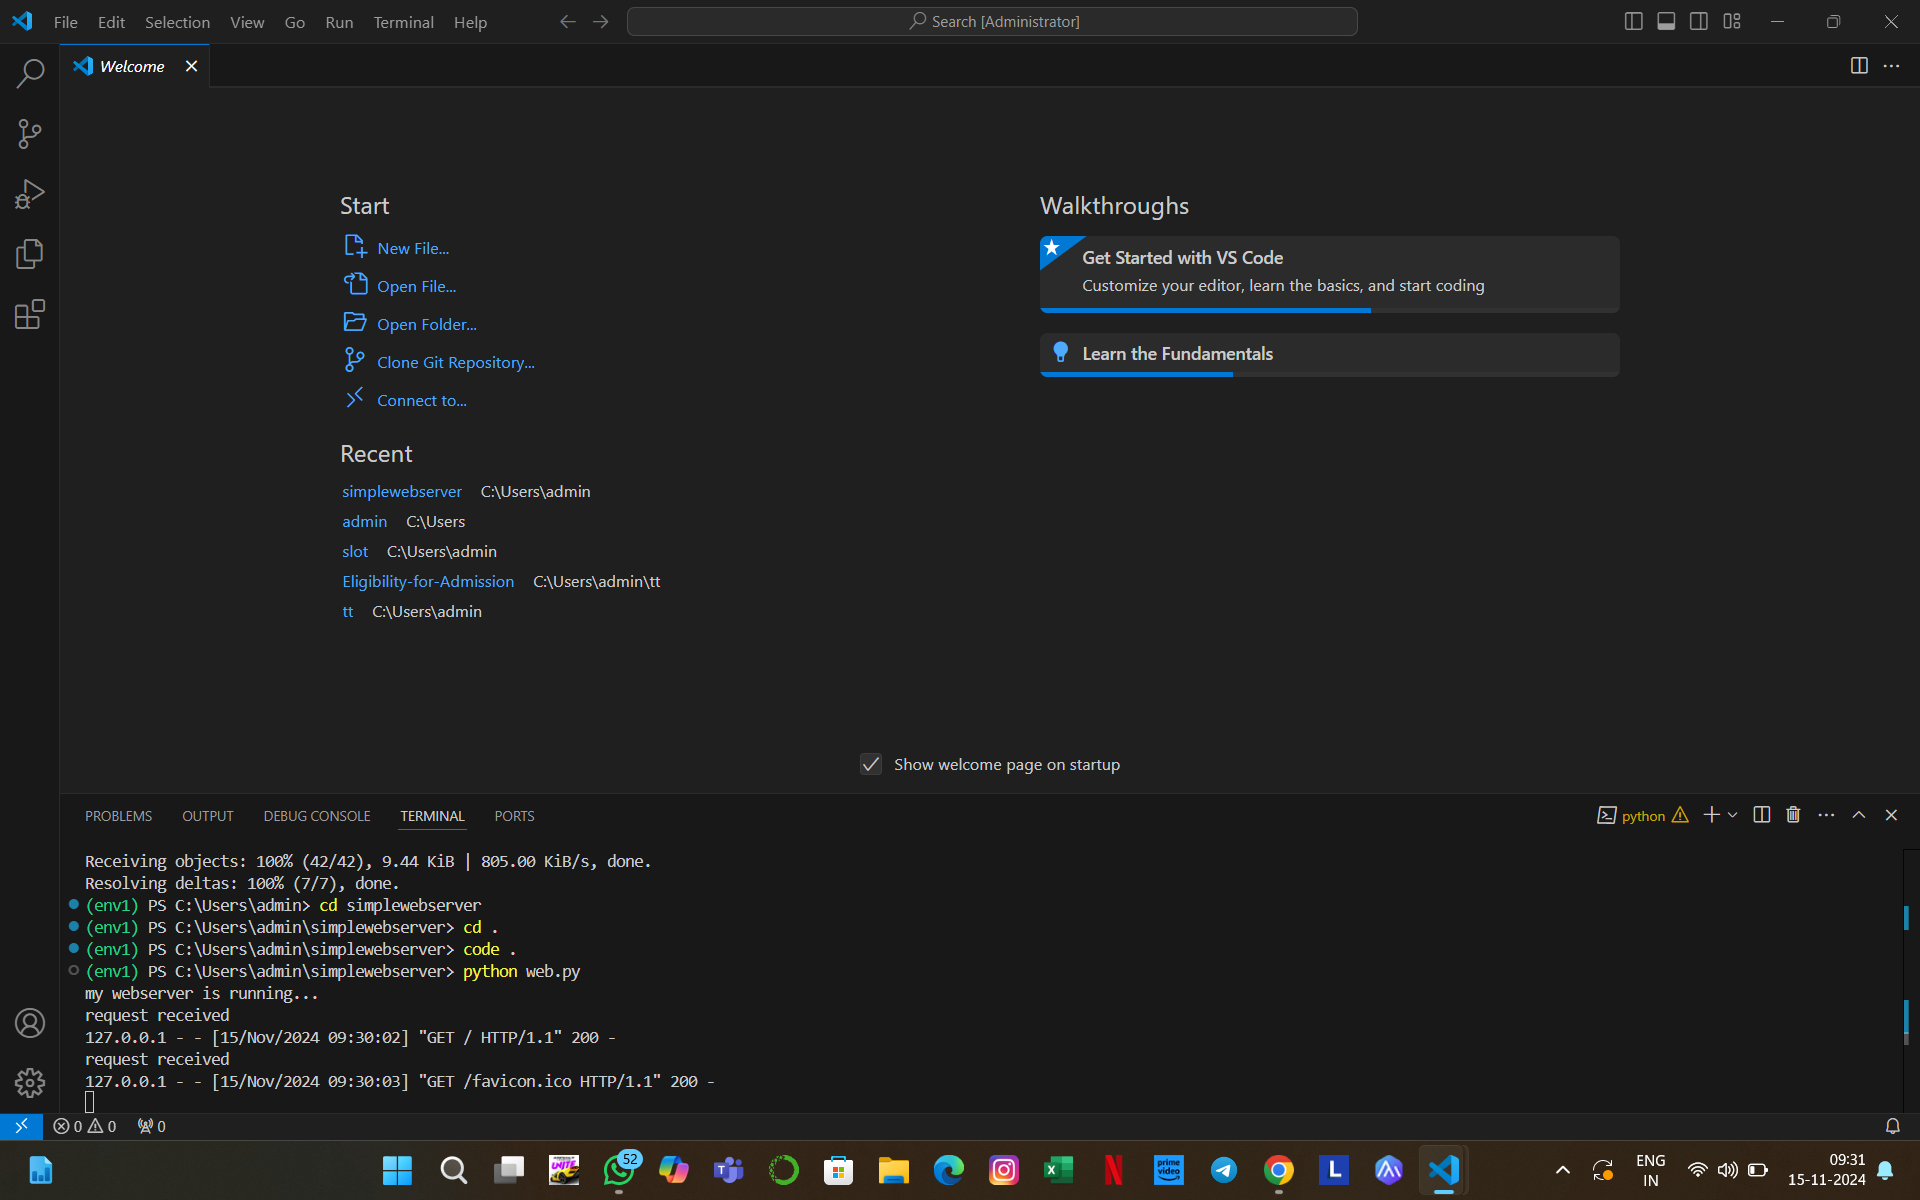 File Edit Selection View Go Run Terminal Help
Search [Administrator]
Welcome
Start
New File...
Open File...
Open Folder...
Clone Git Repository...
Connect to...
Recent
simplewebserver C:\Users\admin
admin C:\Users
slot C:\Users\admin
Eligibility-for-Admission C:\Users\admin\tt
tt C:\Users\admin
Walkthroughs
Get Started with VS Code
Customize your editor, learn the basics, and start coding
Learn the Fundamentals
Show welcome page on startup
PROBLEMS OUTPUT DEBUG CONSOLE TERMINAL PORTS
python
Receiving objects: 100% (42/42), 9.44 KiB | 805.00 KiB/s, done.
Resolving deltas: 100% (7/7), done.
(env1) PS C:\Users\admin> cd simplewebserver
(env1) PS C:\Users\admin\simplewebserver> cd .
(env1) PS C:\Users\admin\simplewebserver> code .
(env1) PS C:\Users\admin\simplewebserver> python web.py
my webserver is running...
request received
127.0.0.1 - - [15/Nov/2024 09:30:02] "GET / HTTP/1.1" 200 -
request received
127.0.0.1 - - [15/Nov/2024 09:30:03] "GET /favicon.ico HTTP/1.1" 200 -
0 0 0
UNITE
52
T
X
N
prime video
L
ENG
IN
09:31
15-11-2024